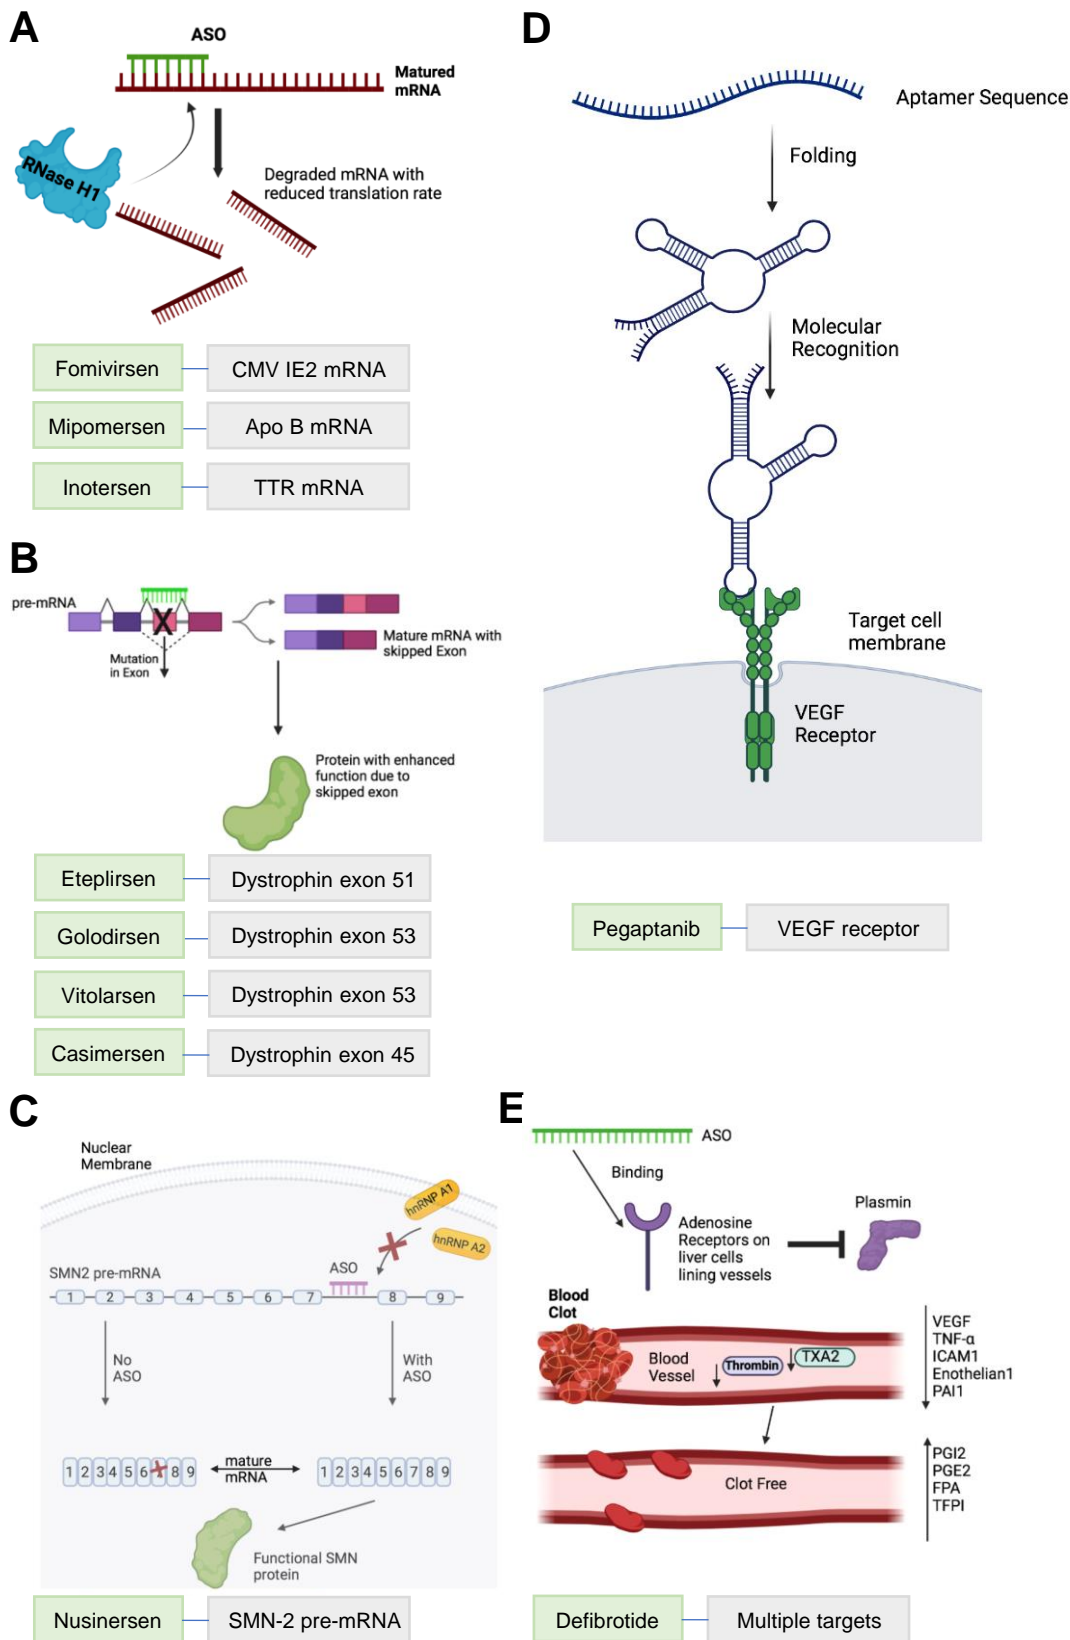 A
ASO
Matured
mRNA
RNase H1
Degraded mRNA with
reduced translation rate
Fomivirsen
CMV IE2 mRNA
Mipomersen
Apo B mRNA
Inotersen
TTR mRNA
B
pre-mRNA
X
Mutation
in Exon
Mature mRNA with
skipped Exon
Protein with enhanced
function due to
skipped exon
Eteplirsen
Dystrophin exon 51
Golodirsen
Dystrophin exon 53
Vitolarsen
Dystrophin exon 53
Casimersen
Dystrophin exon 45
C
Nuclear
Membrane
hnRNP A1
hnRNP A2
SMN2 pre-mRNA
ASO
1 2 3 4 5 6 7 8 9
No
ASO
With
ASO
1 2 3 4 5 6 8 9
mature
mRNA
1 2 3 4 5 6 7 8 9
Functional SMN
protein
Nusinersen
SMN-2 pre-mRNA
D
Aptamer Sequence
Folding
Molecular
Recognition
Target cell
membrane
VEGF
Receptor
Pegaptanib
VEGF receptor
E
ASO
Binding
Adenosine
Receptors on
liver cells
lining vessels
Plasmin
Blood
Clot
Blood
Vessel
Thrombin
TXA2
VEGF
TNF-α
ICAM1
Enothelian1
PAI1
Clot Free
PGI2
PGE2
FPA
TFPI
Defibrotide
Multiple targets